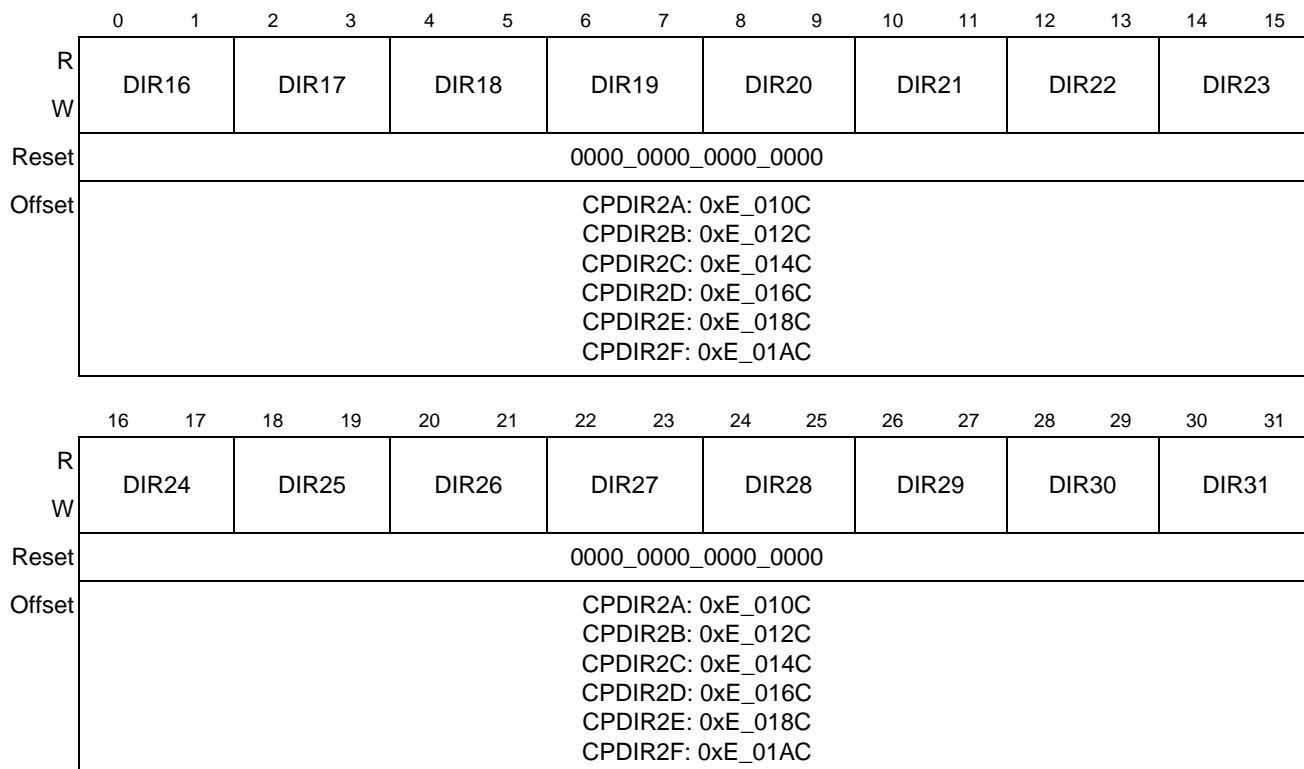 0 1 2 3 4 5 6 7 8 9 10 11 12 13 14 15
R
DIR16 DIR17 DIR18 DIR19 DIR20 DIR21 DIR22 DIR23
W
Reset 0000_0000_0000_0000
Offset CPDIR2A: 0xE_010C
CPDIR2B: 0xE_012C
CPDIR2C: 0xE_014C
CPDIR2D: 0xE_016C
CPDIR2E: 0xE_018C
CPDIR2F: 0xE_01AC
16 17 18 19 20 21 22 23 24 25 26 27 28 29 30 31
R
DIR24 DIR25 DIR26 DIR27 DIR28 DIR29 DIR30 DIR31
W
Reset 0000_0000_0000_0000
Offset CPDIR2A: 0xE_010C
CPDIR2B: 0xE_012C
CPDIR2C: 0xE_014C
CPDIR2D: 0xE_016C
CPDIR2E: 0xE_018C
CPDIR2F: 0xE_01AC